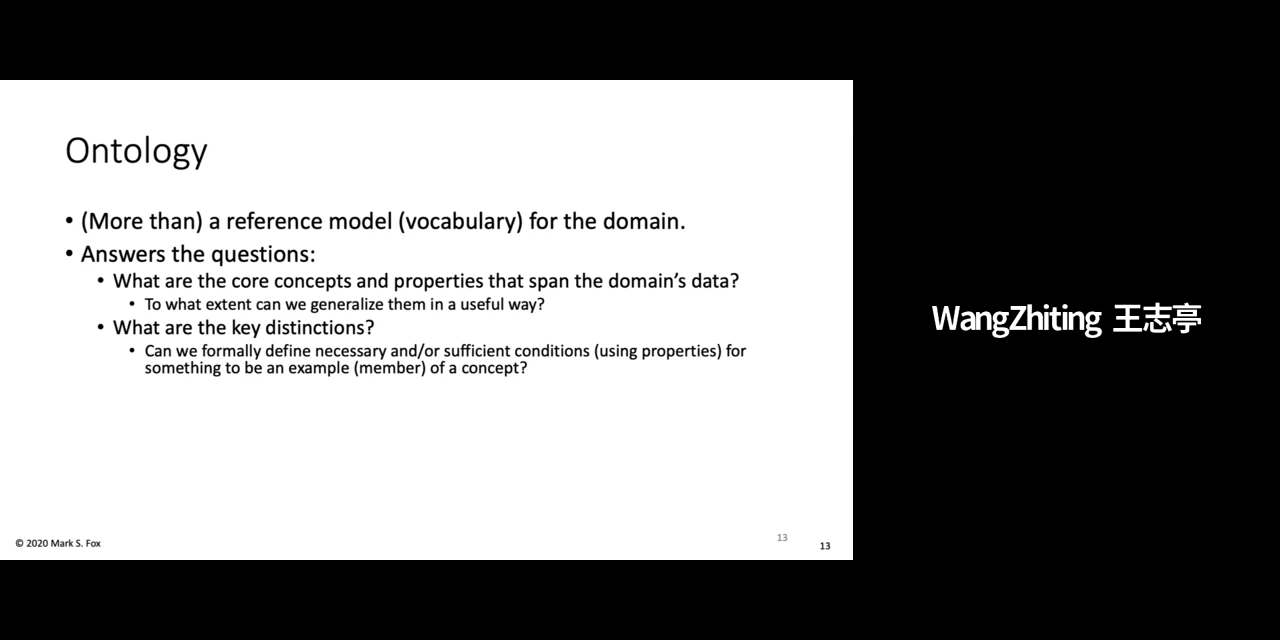 Ontology
• (More than) a reference model (vocabulary) for the domain.
• Answers the questions:
• What are the core concepts and properties that span the domain's data?
• To what extent can we generalize them in a useful way?
• What are the key distinctions?
• Can we formally define necessary and/or sufficient conditions (using properties) for
something to be an example (member) of a concept?
© 2020 Mark S. Fox
13
13
WangZhiting 王志亭